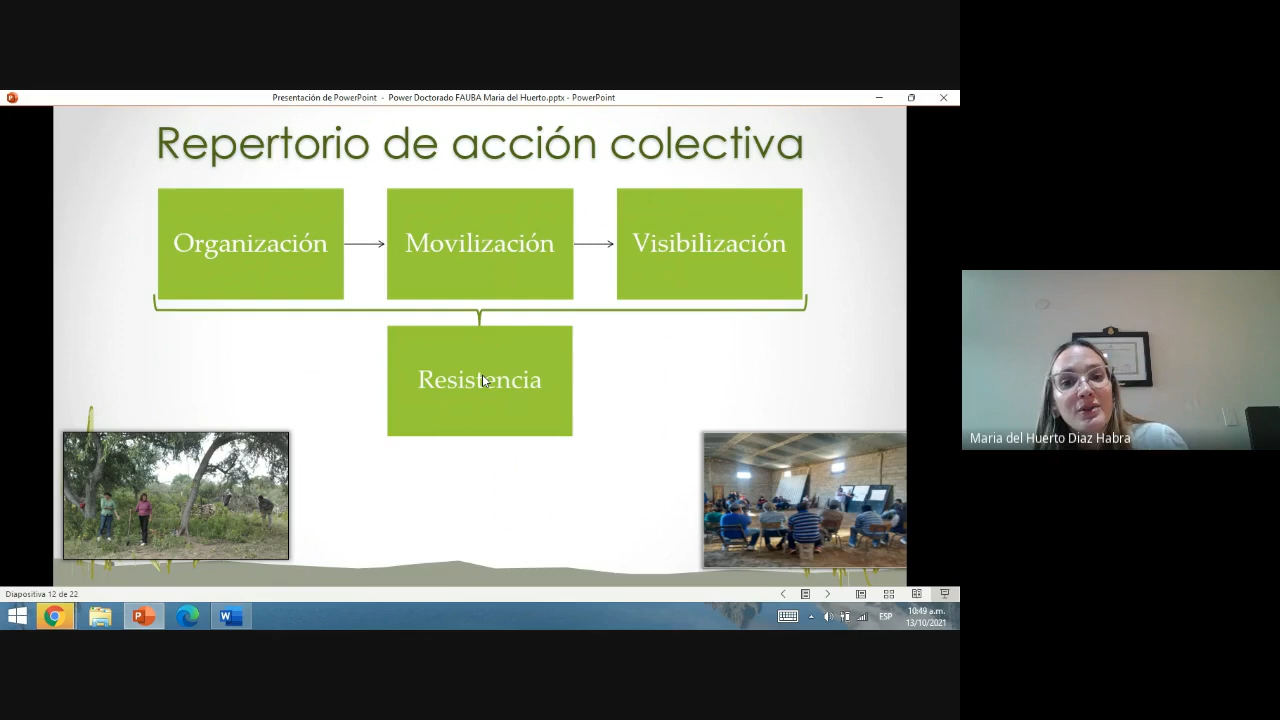 Presentación de PowerPoint - Power Doctorado FAUBA Maria del Huerto.pptx - PowerPoint
Repertorio de acción colectiva
Organización
Movilización
Visibilización
Resistencia
Maria del Huerto Diaz Habra
Diapositiva 12 de 22
ESP
10:49 a.m.
13/10/2021